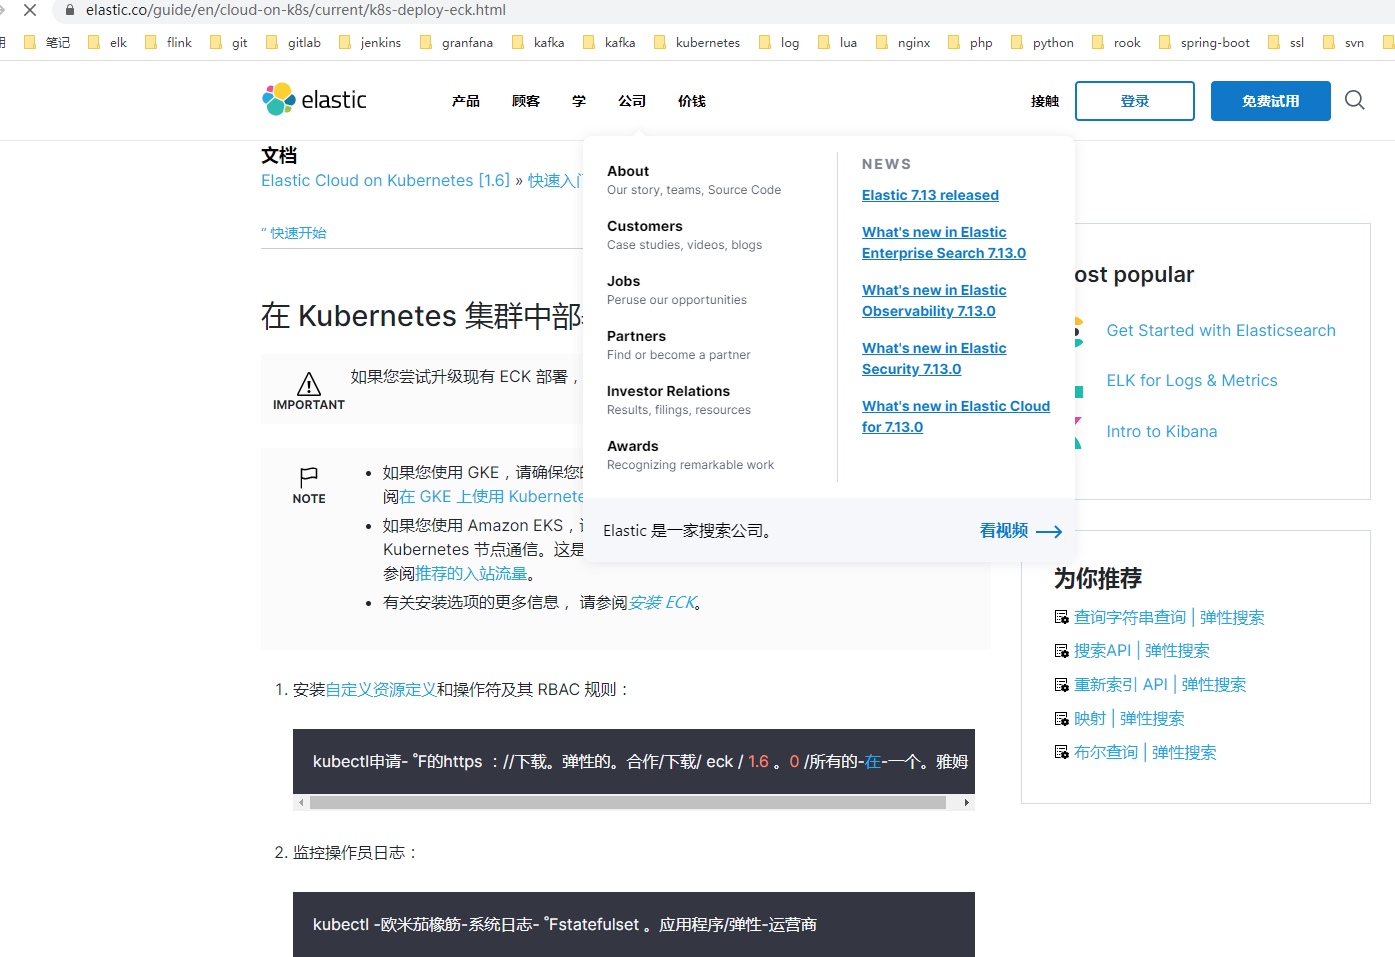 elastic.co/guide/en/cloud-on-k8s/current/k8s-deploy-eck.html
用 笔记 elk flink git gitlab jenkins granfana kafka kafka kubernetes log lua nginx php python rook spring-boot ssl svn
elastic 产品 顾客 学 公司 价钱 接触 登录 免费试用
文档
Elastic Cloud on Kubernetes [1.6] » 快速入门
“ 快速开始
在 Kubernetes 集群中部
IMPORTANT
如果您尝试升级现有 ECK 部署，
NOTE
• 如果您使用 GKE，请确保您的
阅在 GKE 上使用 Kubernete
• 如果您使用 Amazon EKS，
Kubernetes 节点通信。这是
参阅推荐的入站流量。
• 有关安装选项的更多信息，请参阅安装 ECK。
1. 安装自定义资源定义和操作符及其 RBAC 规则：
kubectl申请- ˚F的https ：//下载。弹性的。合作/下载/ eck / 1.6 。0 /所有的-在-一个。雅姆
2. 监控操作员日志：
kubectl -欧米茄橡筋-系统日志- ˚Fstatefulset 。应用程序/弹性-运营商
About
Our story, teams, Source Code
Customers
Case studies, videos, blogs
Jobs
Peruse our opportunities
Partners
Find or become a partner
Investor Relations
Results, filings, resources
Awards
Recognizing remarkable work
NEWS
Elastic 7.13 released
What's new in Elastic
Enterprise Search 7.13.0
What's new in Elastic
Observability 7.13.0
What's new in Elastic
Security 7.13.0
What's new in Elastic Cloud
for 7.13.0
Elastic 是一家搜索公司。
看视频
ost popular
Get Started with Elasticsearch
ELK for Logs & Metrics
Intro to Kibana
为你推荐
查询字符串查询 | 弹性搜索
搜索API | 弹性搜索
重新索引 API | 弹性搜索
映射 | 弹性搜索
布尔查询 | 弹性搜索